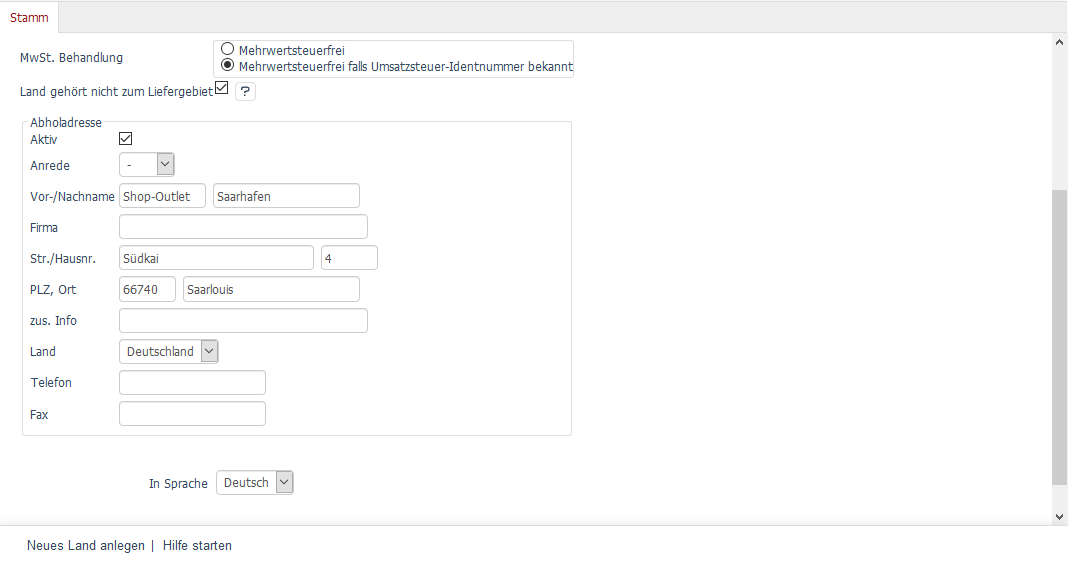 Stamm
MwSt. Behandlung
Mehrwertsteuerfrei
Mehrwertsteuerfrei falls Umsatzsteuer-Identnummer bekannt
Land gehört nicht zum Liefergebiet ?
Abholadresse
Aktiv
Anrede -
Vor-/Nachname Shop-Outlet Saarhafen
Firma
Str./Hausnr. Südkai 4
PLZ, Ort 66740 Saarlouis
zus. Info
Land Deutschland
Telefon
Fax
In Sprache Deutsch
Neues Land anlegen | Hilfe starten